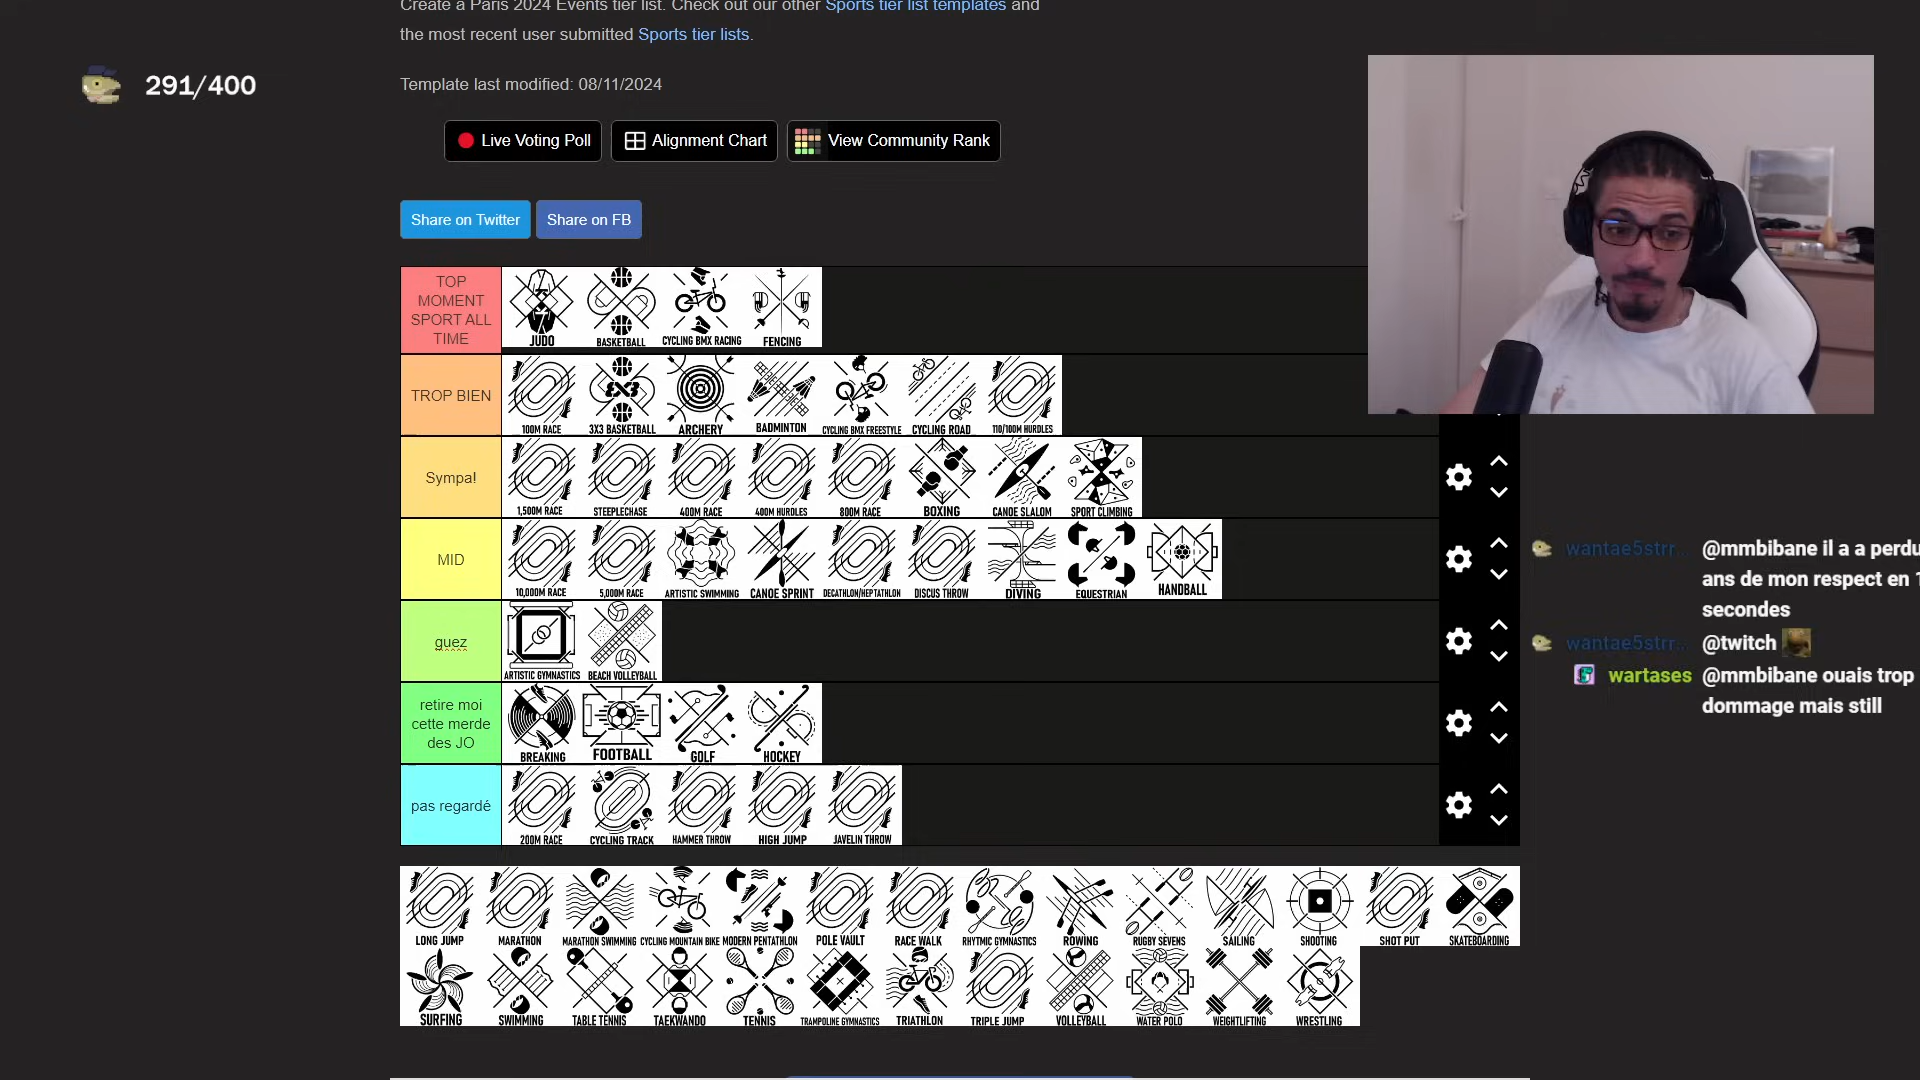 Create a Paris 2024 Events tier list. Check out our other Sports tier list templates and
the most recent user submitted Sports tier lists.
291/400
Template last modified: 08/11/2024
Live Voting Poll
Alignment Chart
View Community Rank
Share on Twitter
Share on FB
TOP
MOMENT
SPORT ALL
TIME
JUDO
BASKETBALL
CYCLING BMX RACING
FENCING
TROP BIEN
100M RACE
3X3
3X3 BASKETBALL
ARCHERY
BADMINTON
CYCLING BMX FREESTYLE
CYCLING ROAD
110/100M HURDLES
Sympa!
1,500M RACE
STEEPLECHASE
400M RACE
400M HURDLES
800M RACE
BOXING
CANOE SLALOM
SPORT CLIMBING
MID
10,000M RACE
5,000M RACE
ARTISTIC SWIMMING
CANOE SPRINT
DECATHLON/HEPTATHLON
DISCUS THROW
DIVING
EQUESTRIAN
HANDBALL
guez
ARTISTIC GYMNASTICS
BEACH VOLLEYBALL
retire moi
cette merde
des JO
BREAKING
FOOTBALL
GOLF
HOCKEY
pas regardé
200M RACE
CYCLING TRACK
HAMMER THROW
HIGH JUMP
JAVELIN THROW
LONG JUMP
MARATHON
MARATHON SWIMMING
CYCLING MOUNTAIN BIKE
MODERN PENTATHLON
POLE VAULT
RACE WALK
RHYTMIC GYMNASTICS
ROWING
RUGBY SEVENS
SAILING
SHOOTING
SHOT PUT
SKATEBOARDING
SURFING
SWIMMING
TABLE TENNIS
TAEKWANDO
TENNIS
TRAMPOLINE GYMNASTICS
TRIATHLON
TRIPLE JUMP
VOLLEYBALL
WATER POLO
WEIGHTLIFTING
WRESTLING
wantae5strr... @mmbibane il a a perdu
ans de mon respect en 1
secondes
wantae5strr... @twitch
wartases @mmbibane ouais trop
dommage mais still